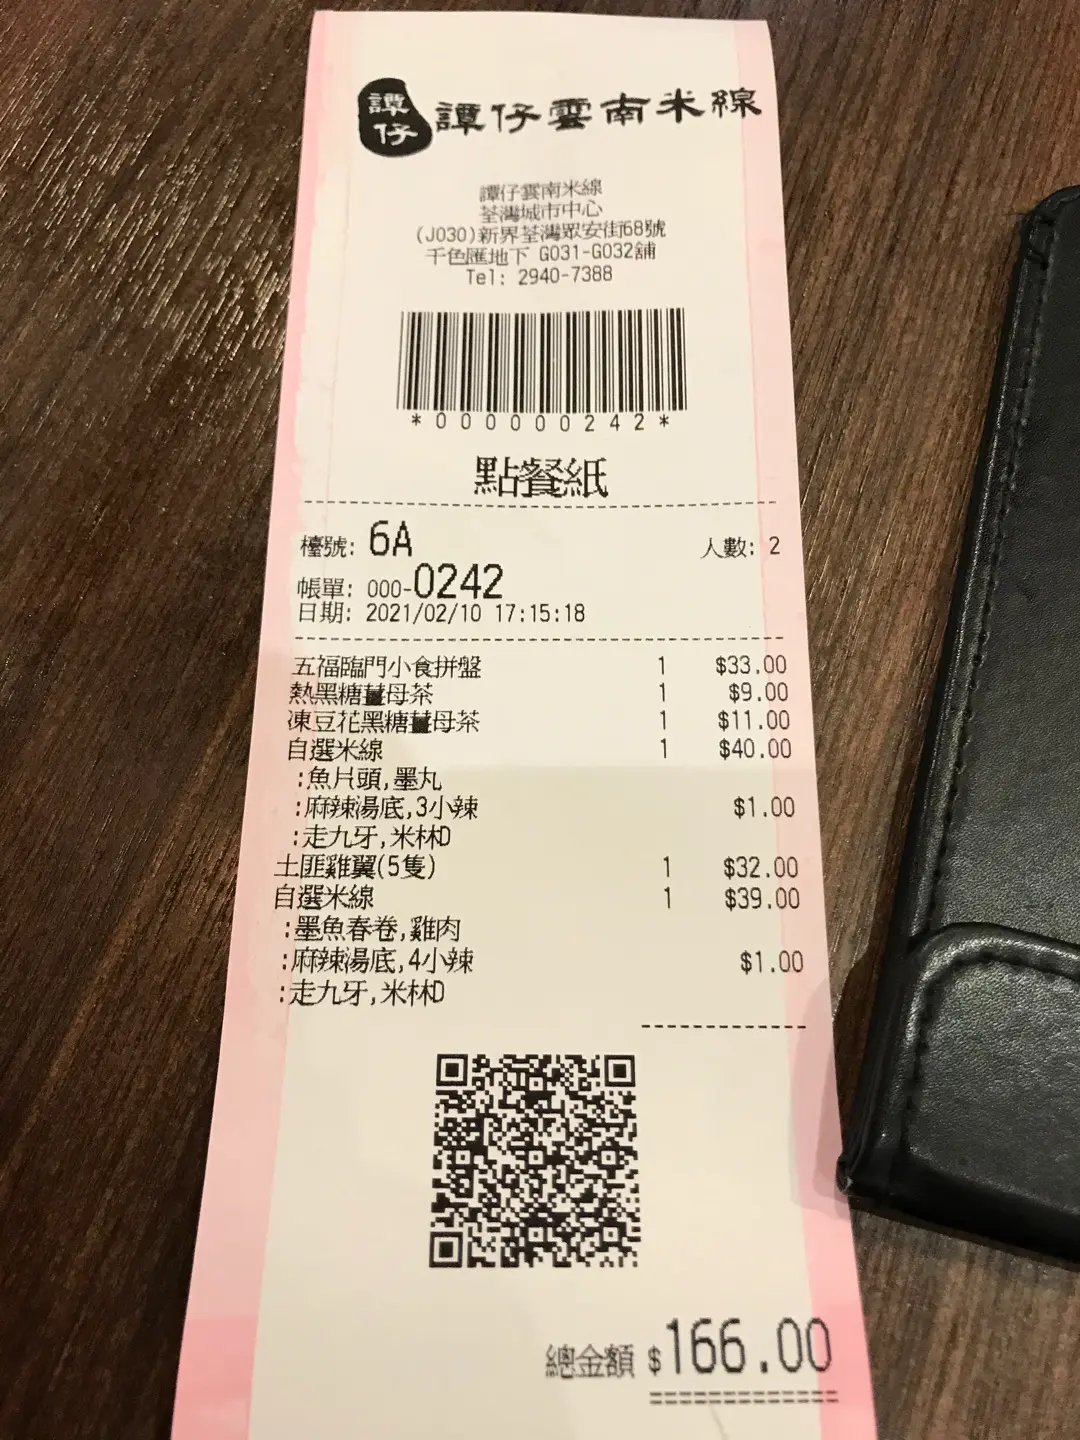 譚仔 譚仔雲南米線
譚仔雲南米線
荃灣城市中心
(J030)新界荃灣眾安街68號
千色匯地下 G031-G032舖
Tel: 2940-7388
*000000242*
點餐紙
檯號: 6A 人數: 2
帳單: 000-0242
日期: 2021/02/10 17:15:18
五福臨門小食拼盤 1 $33.00
熱黑糖薑母茶 1 $9.00
凍豆花黑糖薑母茶 1 $11.00
自選米線 1 $40.00
:魚片頭,墨丸
:麻辣湯底,3小辣 $1.00
:走九牙,米林D
土匪雞翼(5隻) 1 $32.00
自選米線 1 $39.00
:墨魚春卷,雞肉
:麻辣湯底,4小辣 $1.00
:走九牙,米林D
總金額 $166.00